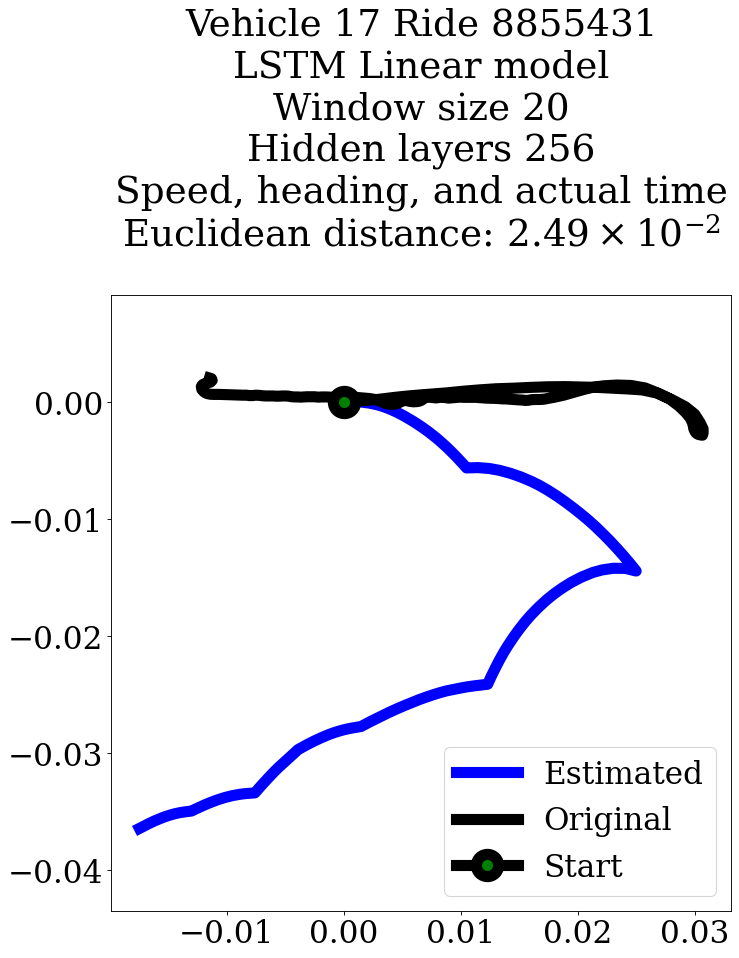 Vehicle 17 Ride 8855431
LSTM Linear model
Window size 20
Hidden layers 256
Speed, heading, and actual time
Euclidean distance: 2.49 × 10⁻²
0.00
−0.01
−0.02
−0.03
−0.04
Estimated
Original
Start
−0.01 0.00 0.01 0.02 0.03